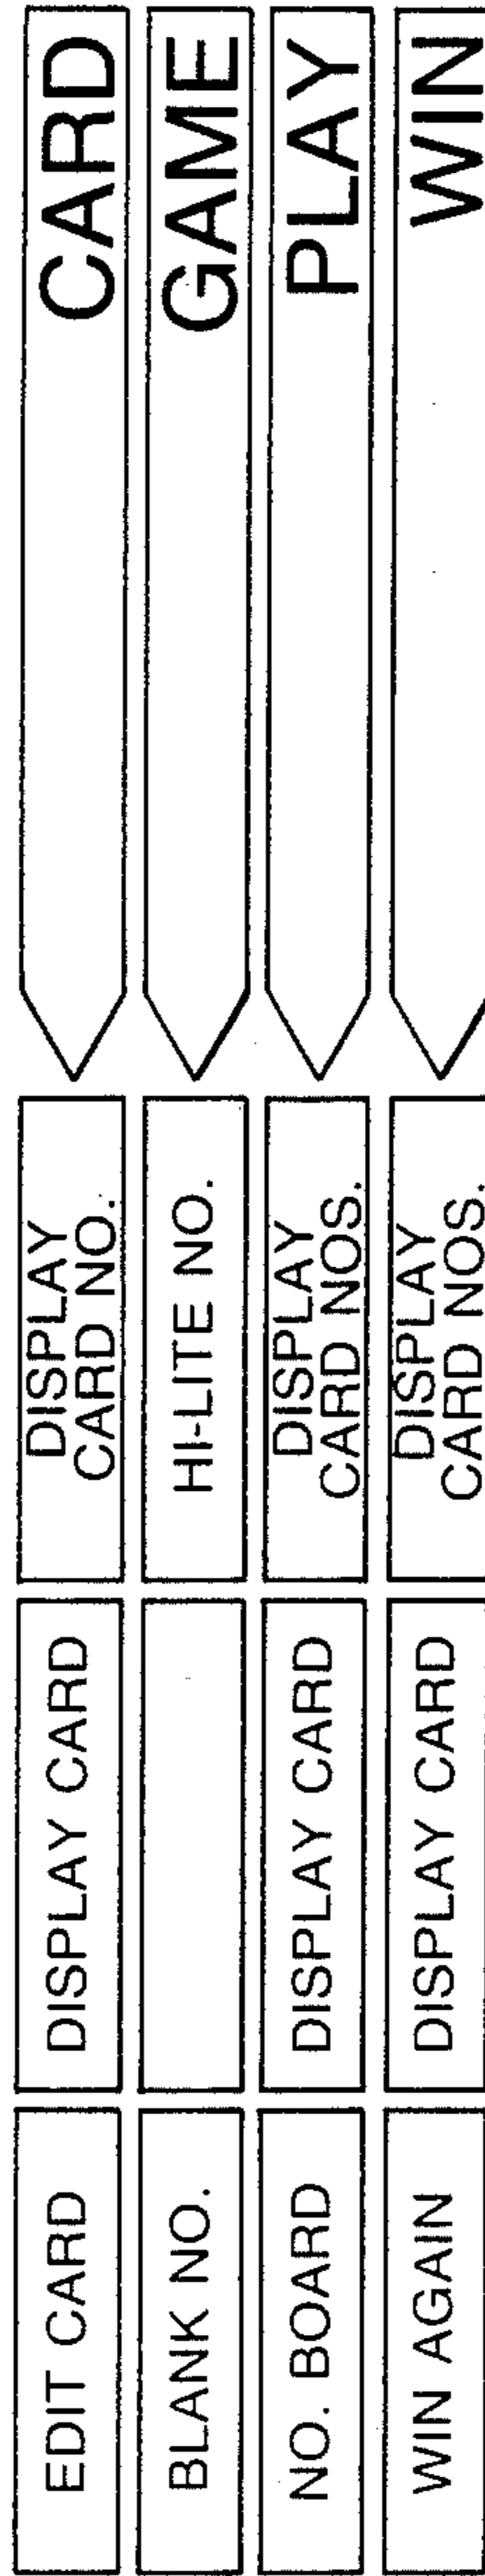 EDIT CARD
DISPLAY CARD
DISPLAY
CARD NO.
CARD
BLANK NO.
HI-LITE NO.
GAME
NO. BOARD
DISPLAY CARD
DISPLAY
CARD NOS.
PLAY
WIN AGAIN
DISPLAY CARD
DISPLAY
CARD NOS.
WIN